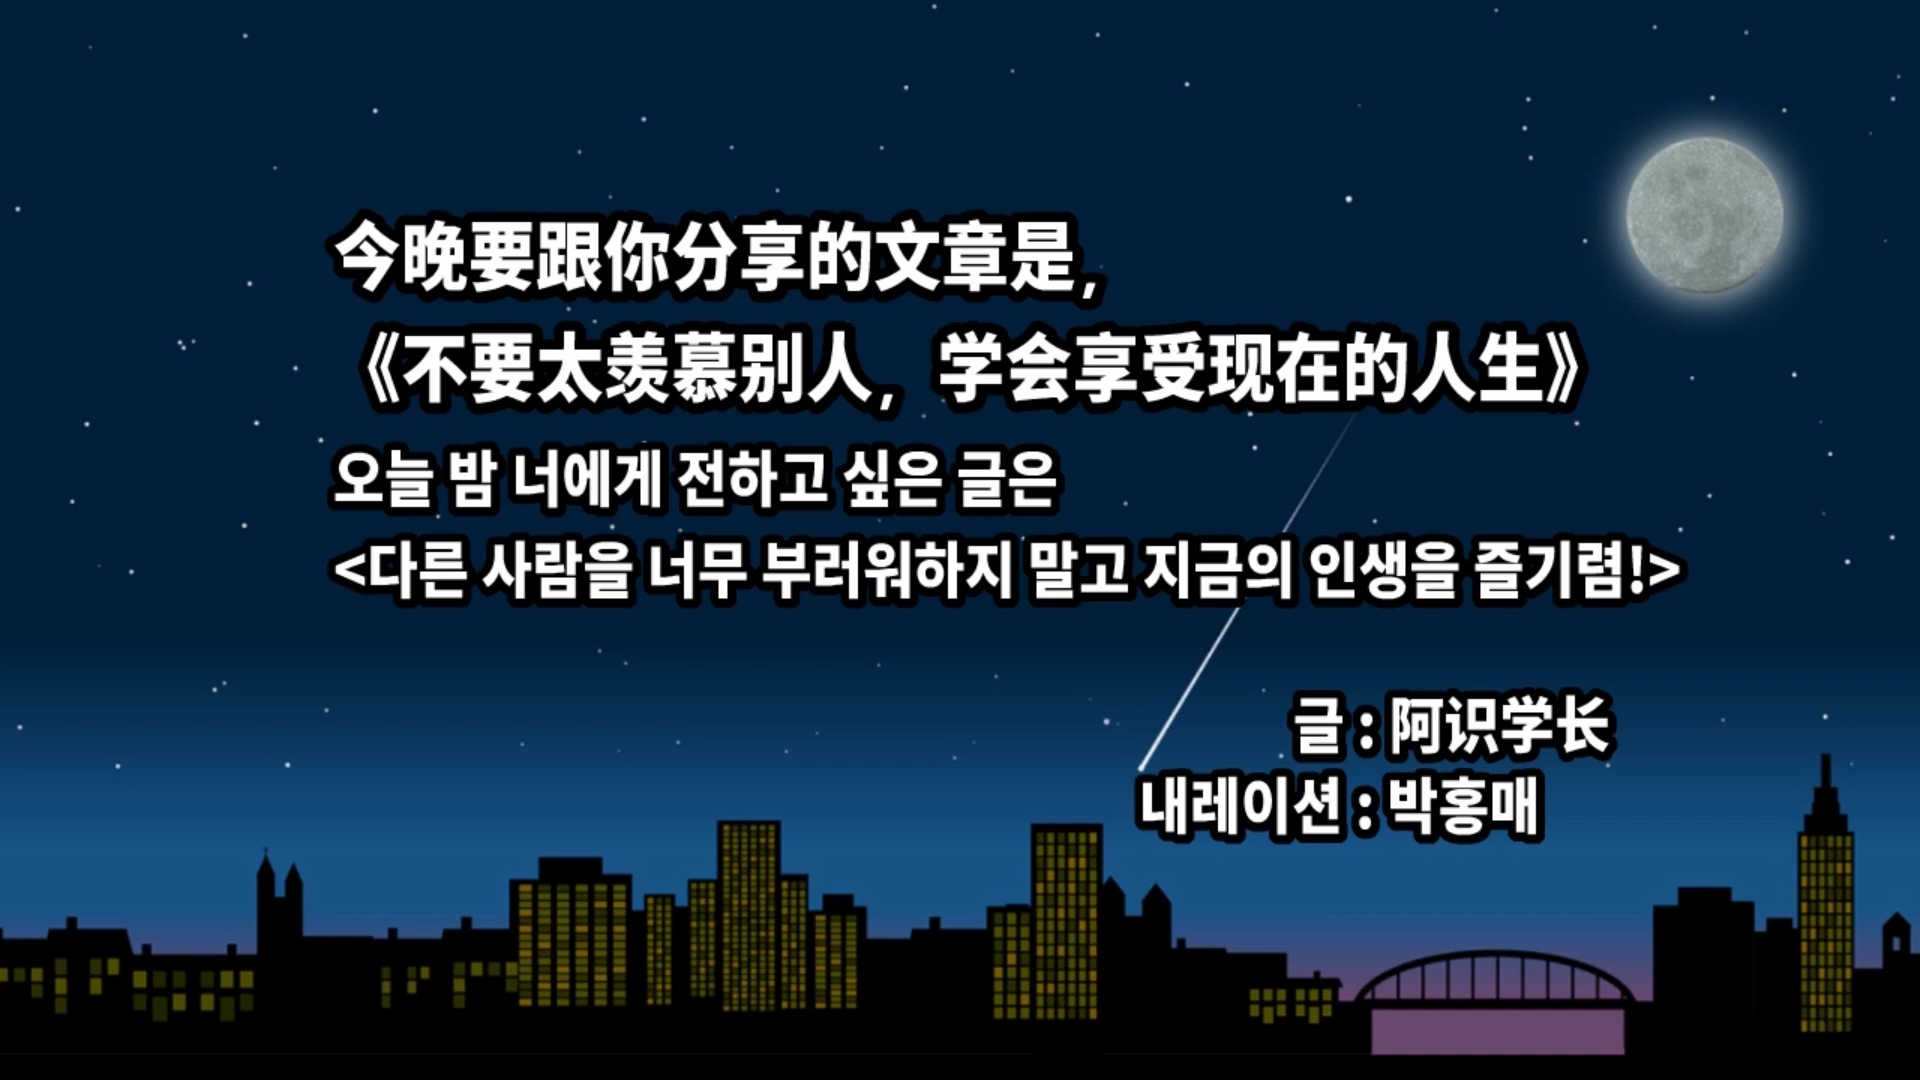 今晚要跟你分享的文章是，
《不要太羡慕别人，学会享受现在的人生》
오늘 밤 너에게 전하고 싶은 글은
<다른 사람을 너무 부러워하지 말고 지금의 인생을 즐기렴!>
글 : 阿识学长
내레이션 : 박홍매